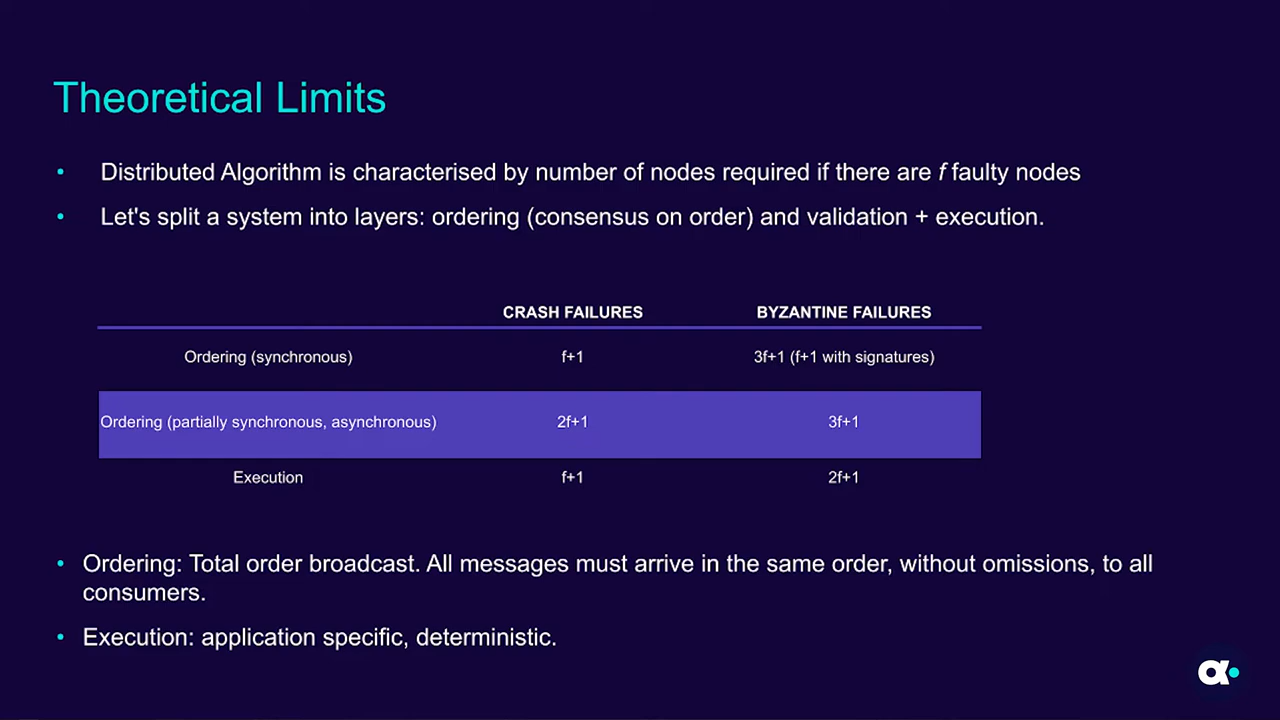 Theoretical Limits
• Distributed Algorithm is characterised by number of nodes required if there are f faulty nodes
• Let's split a system into layers: ordering (consensus on order) and validation + execution.
CRASH FAILURES BYZANTINE FAILURES
Ordering (synchronous) f+1 3f+1 (f+1 with signatures)
Ordering (partially synchronous, asynchronous) 2f+1 3f+1
Execution f+1 2f+1
• Ordering: Total order broadcast. All messages must arrive in the same order, without omissions, to all
consumers.
• Execution: application specific, deterministic.
α